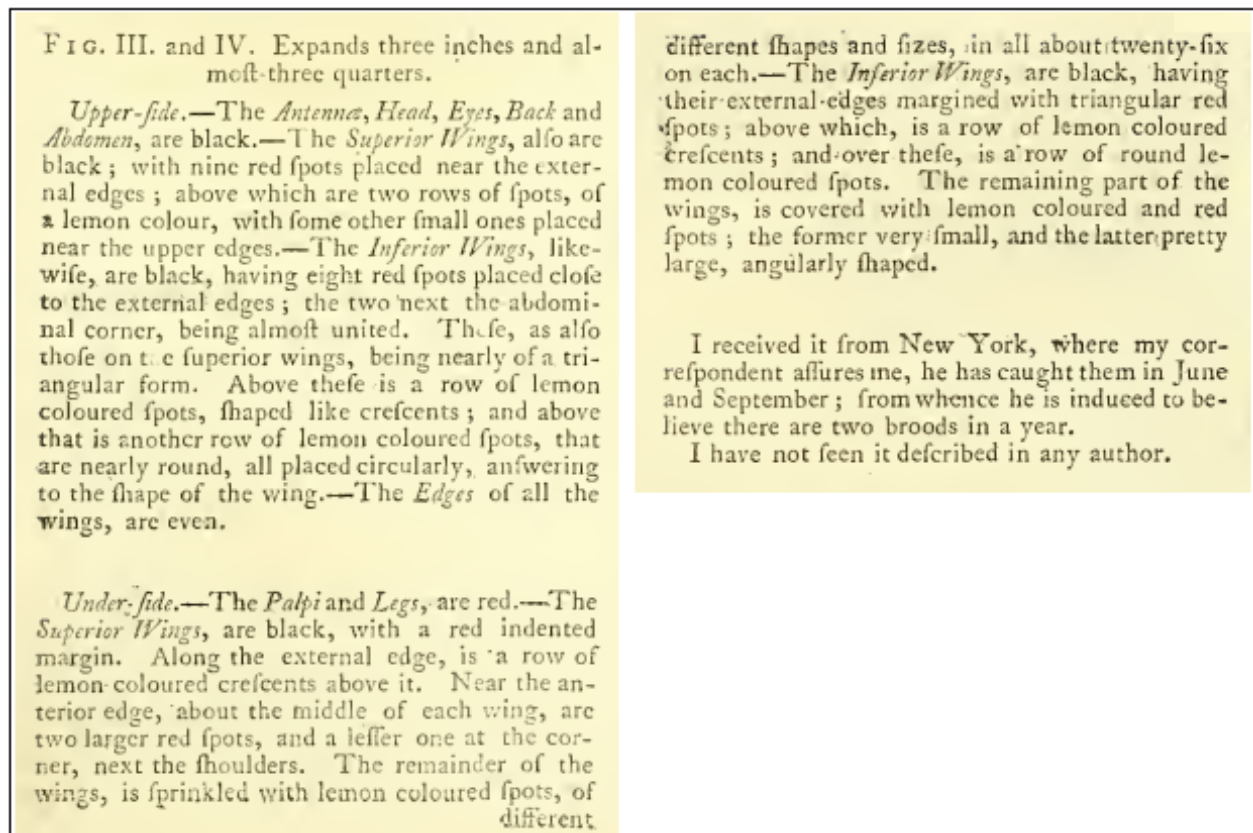 FIG. III. and IV. Expands three inches and al-
moſt three quarters.
Upper-ſide.—The Antennæ, Head, Eyes, Back and
Abdomen, are black.—The Superior Wings, alſo are
black; with nine red ſpots placed near the exter-
nal edges; above which are two rows of ſpots, of
a lemon colour, with ſome other ſmall ones placed
near the upper edges.—The Inferior Wings, like-
wiſe, are black, having eight red ſpots placed cloſe
to the external edges; the two next the abdomi-
nal corner, being almoſt united. Theſe, as alſo
thoſe on the ſuperior wings, being nearly of a tri-
angular form. Above theſe is a row of lemon
coloured ſpots, ſhaped like creſcents; and above
that is another row of lemon coloured ſpots, that
are nearly round, all placed circularly, anſwering
to the ſhape of the wing.—The Edges of all the
wings, are even.
Under-ſide.—The Palpi and Legs, are red.—The
Superior Wings, are black, with a red indented
margin. Along the external edge, is a row of
lemon coloured creſcents above it. Near the an-
terior edge, about the middle of each wing, are
two larger red ſpots, and a leſſer one at the cor-
ner, next the ſhoulders. The remainder of the
wings, is ſprinkled with lemon coloured ſpots, of
different
different ſhapes and ſizes, in all about twenty-ſix
on each.—The Inferior Wings, are black, having
their external edges margined with triangular red
ſpots; above which, is a row of lemon coloured
creſcents; and over theſe, is a row of round le-
mon coloured ſpots. The remaining part of the
wings, is covered with lemon coloured and red
ſpots; the former very ſmall, and the latter pretty
large, angularly ſhaped.
I received it from New York, where my cor-
reſpondent aſſures me, he has caught them in June
and September; from whence he is induced to be-
lieve there are two broods in a year.
I have not ſeen it deſcribed in any author.